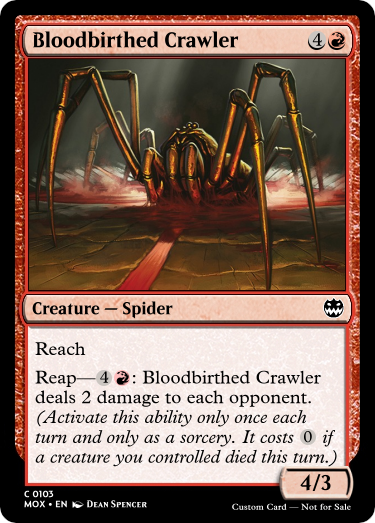 Bloodbirthed Crawler 4R
Creature — Spider
Reach
Reap—4R: Bloodbirthed Crawler
deals 2 damage to each opponent.
(Activate this ability only once each
turn and only as a sorcery. It costs 0 if
a creature you controlled died this turn.)
4/3
C 0103
MOX • EN DEAN SPENCER
Custom Card — Not for Sale